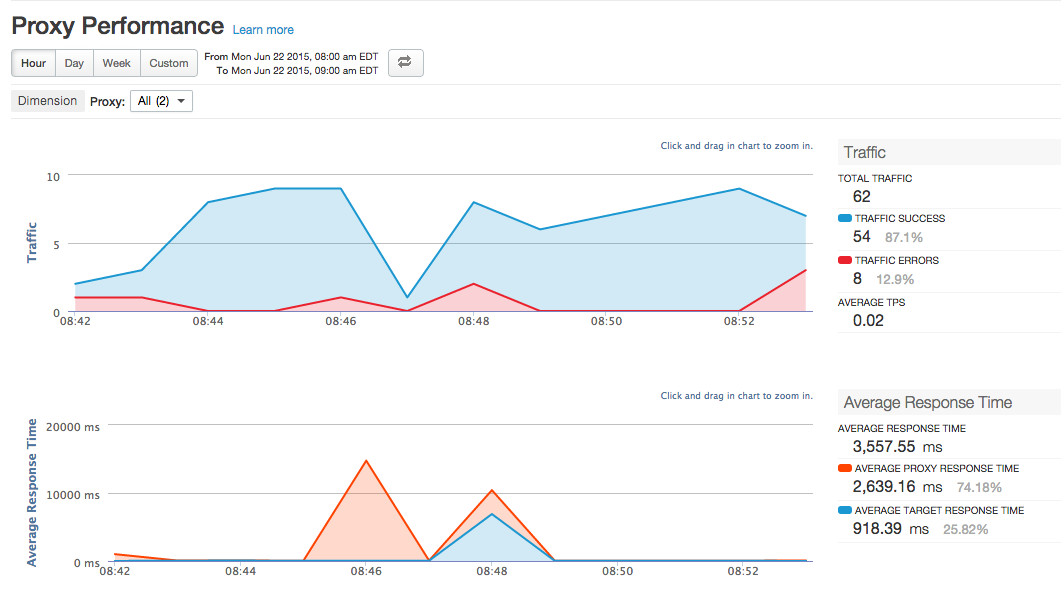 Proxy Performance Learn more
Hour Day Week Custom From Mon Jun 22 2015, 08:00 am EDT
To Mon Jun 22 2015, 09:00 am EDT
Dimension Proxy: All (2)
Click and drag in chart to zoom in.
Traffic
10
5
0
08:42 08:44 08:46 08:48 08:50 08:52
Traffic
TOTAL TRAFFIC
62
TRAFFIC SUCCESS
54 87.1%
TRAFFIC ERRORS
8 12.9%
AVERAGE TPS
0.02
Click and drag in chart to zoom in.
Average Response Time
20000 ms
10000 ms
0 ms
08:42 08:44 08:46 08:48 08:50 08:52
Average Response Time
AVERAGE RESPONSE TIME
3,557.55 ms
AVERAGE PROXY RESPONSE TIME
2,639.16 ms 74.18%
AVERAGE TARGET RESPONSE TIME
918.39 ms 25.82%